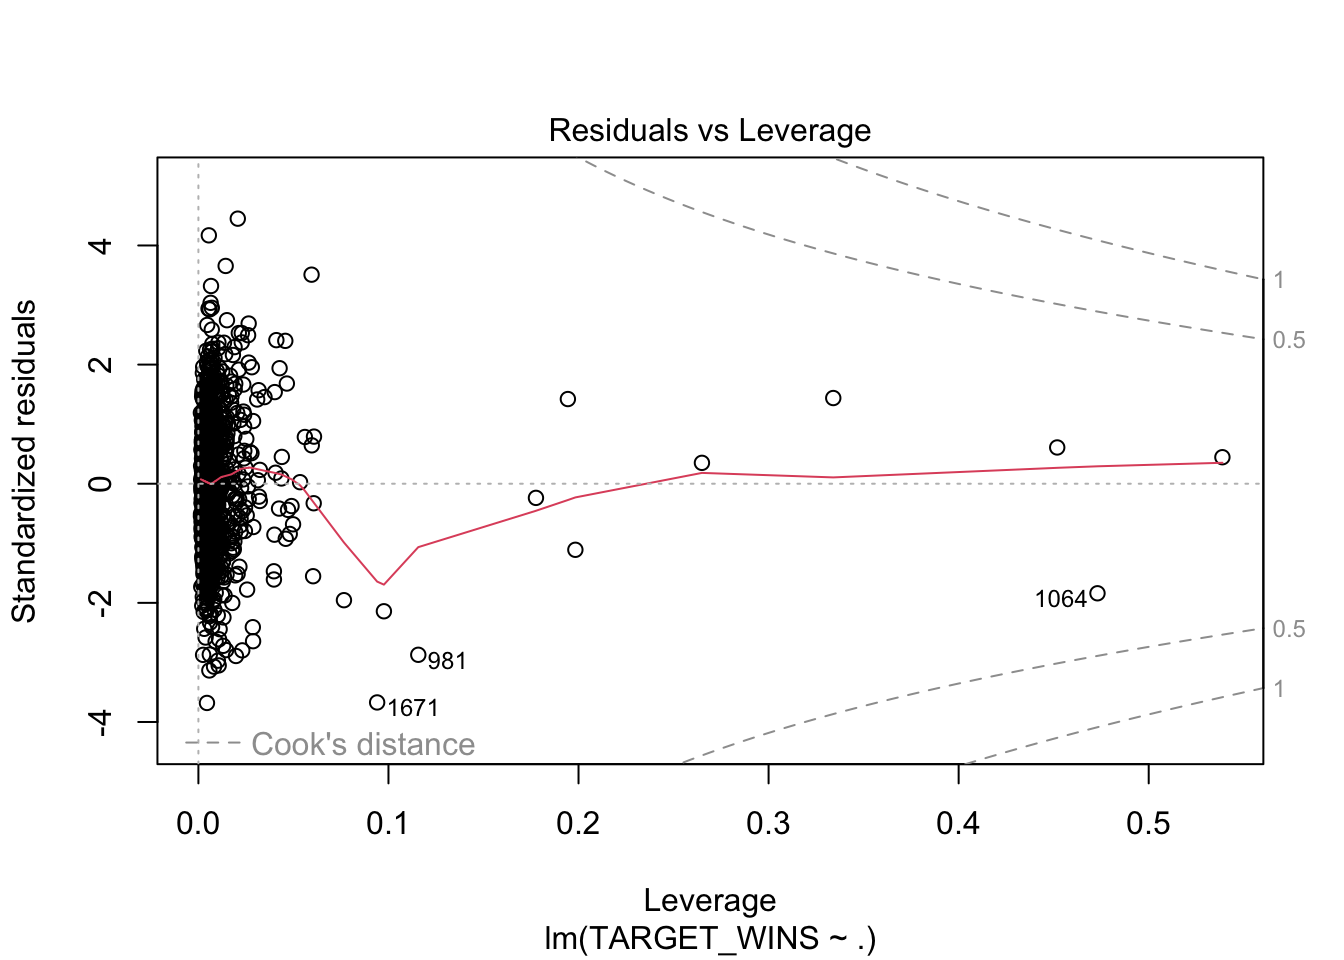 Residuals vs Leverage
Standardized residuals
4
2
0
-2
-4
1
0.5
0.5
1
1064
981
1671
Cook's distance
0.0 0.1 0.2 0.3 0.4 0.5
Leverage
lm(TARGET_WINS ~ .)